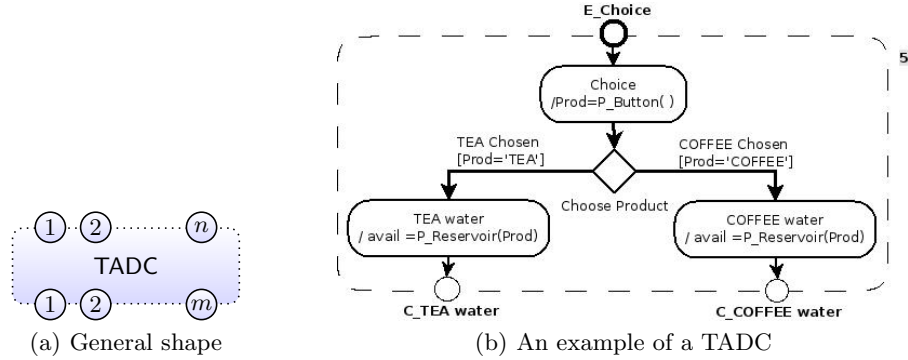 E_Choice
5
Choice
/Prod=P_Button( )
TEA Chosen
[Prod='TEA']
COFFEE Chosen
[Prod='COFFEE']
Choose Product
TEA water
/ avail =P_Reservoir(Prod)
COFFEE water
/ avail =P_Reservoir(Prod)
C_TEA water
C_COFFEE water
1 2 n
TADC
1 2 m
(a) General shape
(b) An example of a TADC